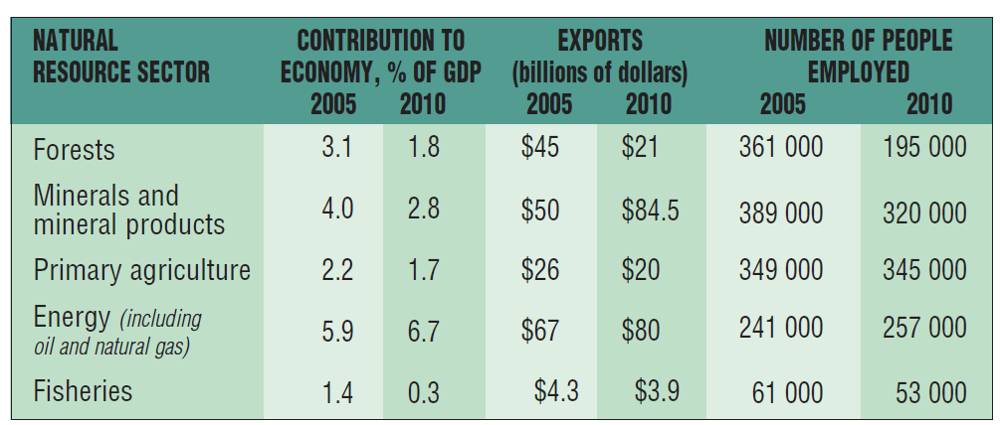 NATURAL CONTRIBUTION TO EXPORTS NUMBER OF PEOPLE
RESOURCE SECTOR ECONOMY, % OF GDP (billions of dollars) EMPLOYED
2005 2010 2005 2010 2005 2010
Forests 3.1 1.8 $45 $21 361 000 195 000
Minerals and
mineral products 4.0 2.8 $50 $84.5 389 000 320 000
Primary agriculture 2.2 1.7 $26 $20 349 000 345 000
Energy (including
oil and natural gas) 5.9 6.7 $67 $80 241 000 257 000
Fisheries 1.4 0.3 $4.3 $3.9 61 000 53 000